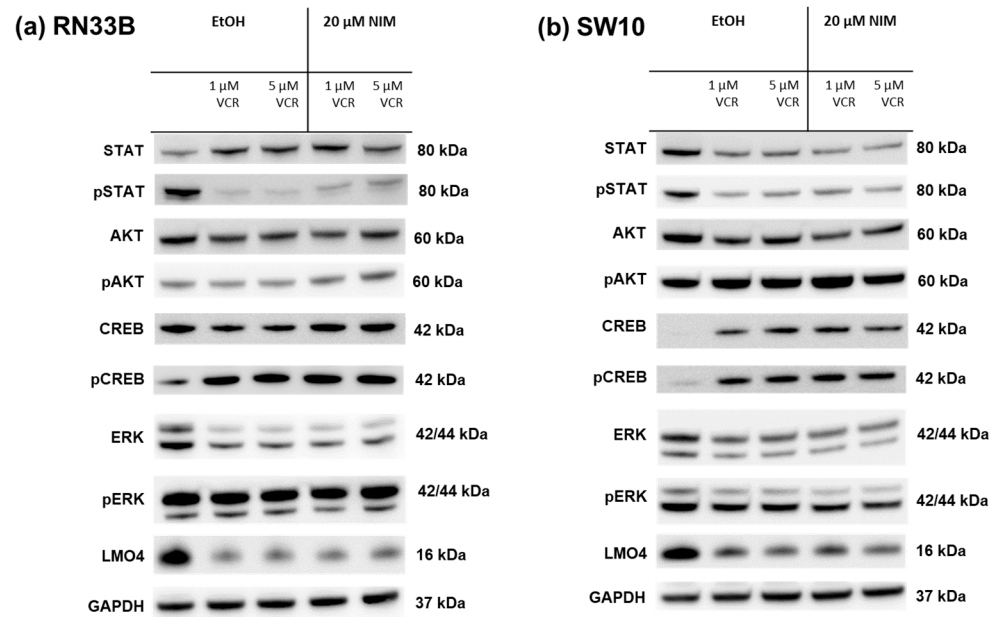 (a) RN33B
EtOH
20 µM NIM
1 µM
VCR
5 µM
VCR
1 µM
VCR
5 µM
VCR
STAT
80 kDa
pSTAT
80 kDa
AKT
60 kDa
pAKT
60 kDa
CREB
42 kDa
pCREB
42 kDa
ERK
42/44 kDa
pERK
42/44 kDa
LMO4
16 kDa
GAPDH
37 kDa
(b) SW10
EtOH
20 µM NIM
1 µM
VCR
5 µM
VCR
1 µM
VCR
5 µM
VCR
STAT
80 kDa
pSTAT
80 kDa
AKT
60 kDa
pAKT
60 kDa
CREB
42 kDa
pCREB
42 kDa
ERK
42/44 kDa
pERK
42/44 kDa
LMO4
16 kDa
GAPDH
37 kDa